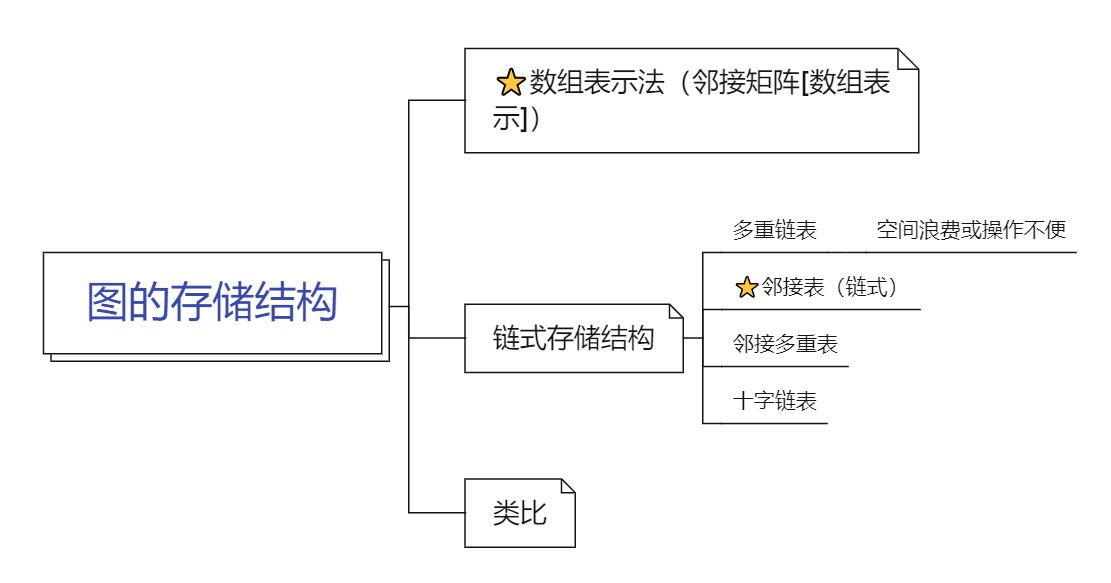 ⭐数组表示法（邻接矩阵[数组表
示]）
多重链表 空间浪费或操作不便
⭐邻接表（链式）
图的存储结构
链式存储结构
邻接多重表
十字链表
类比